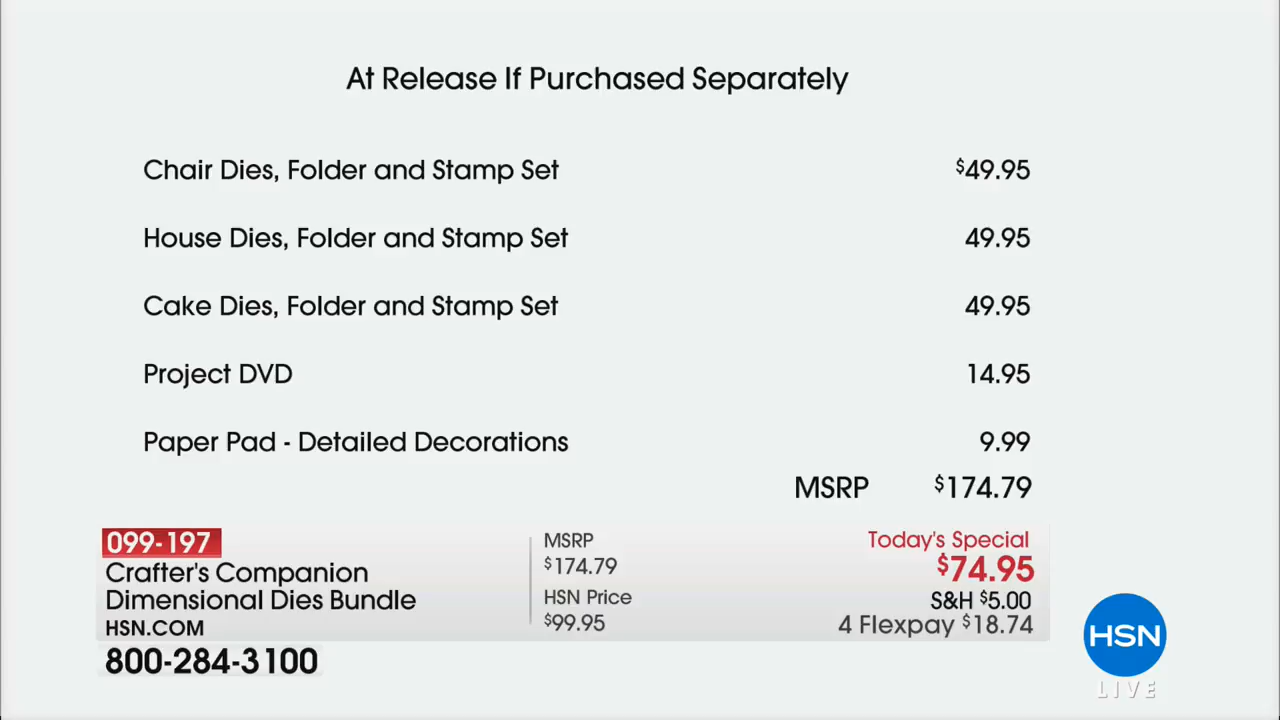 At Release If Purchased Separately
Chair Dies, Folder and Stamp Set $49.95
House Dies, Folder and Stamp Set 49.95
Cake Dies, Folder and Stamp Set 49.95
Project DVD 14.95
Paper Pad - Detailed Decorations 9.99
MSRP $174.79
099-197
Crafter's Companion
Dimensional Dies Bundle
HSN.COM
800-284-3100
MSRP
$174.79
HSN Price
$99.95
Today's Special
$74.95
S&H $5.00
4 Flexpay $18.74
HSN
LIVE